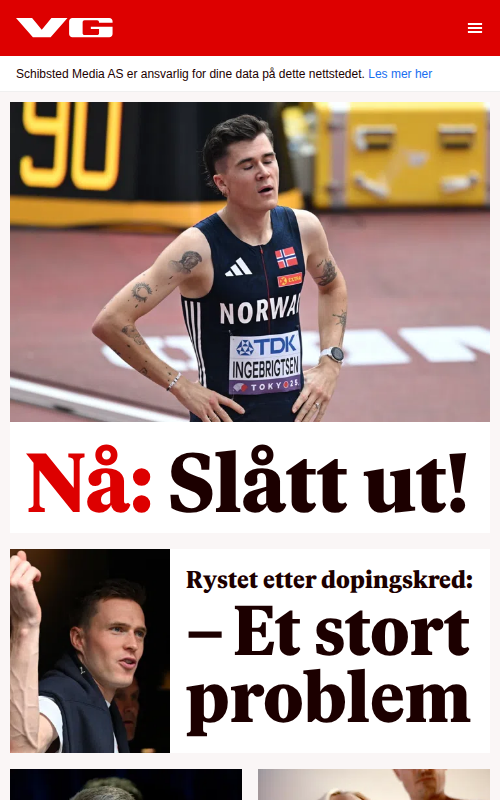 VG
Schibsted Media AS er ansvarlig for dine data på dette nettstedet. Les mer her
90
NORWAY
TDK
INGEBRIGTSEN
TOKYO 25
Nå: Slått ut!
Rystet etter dopingskred:
– Et stort
problem